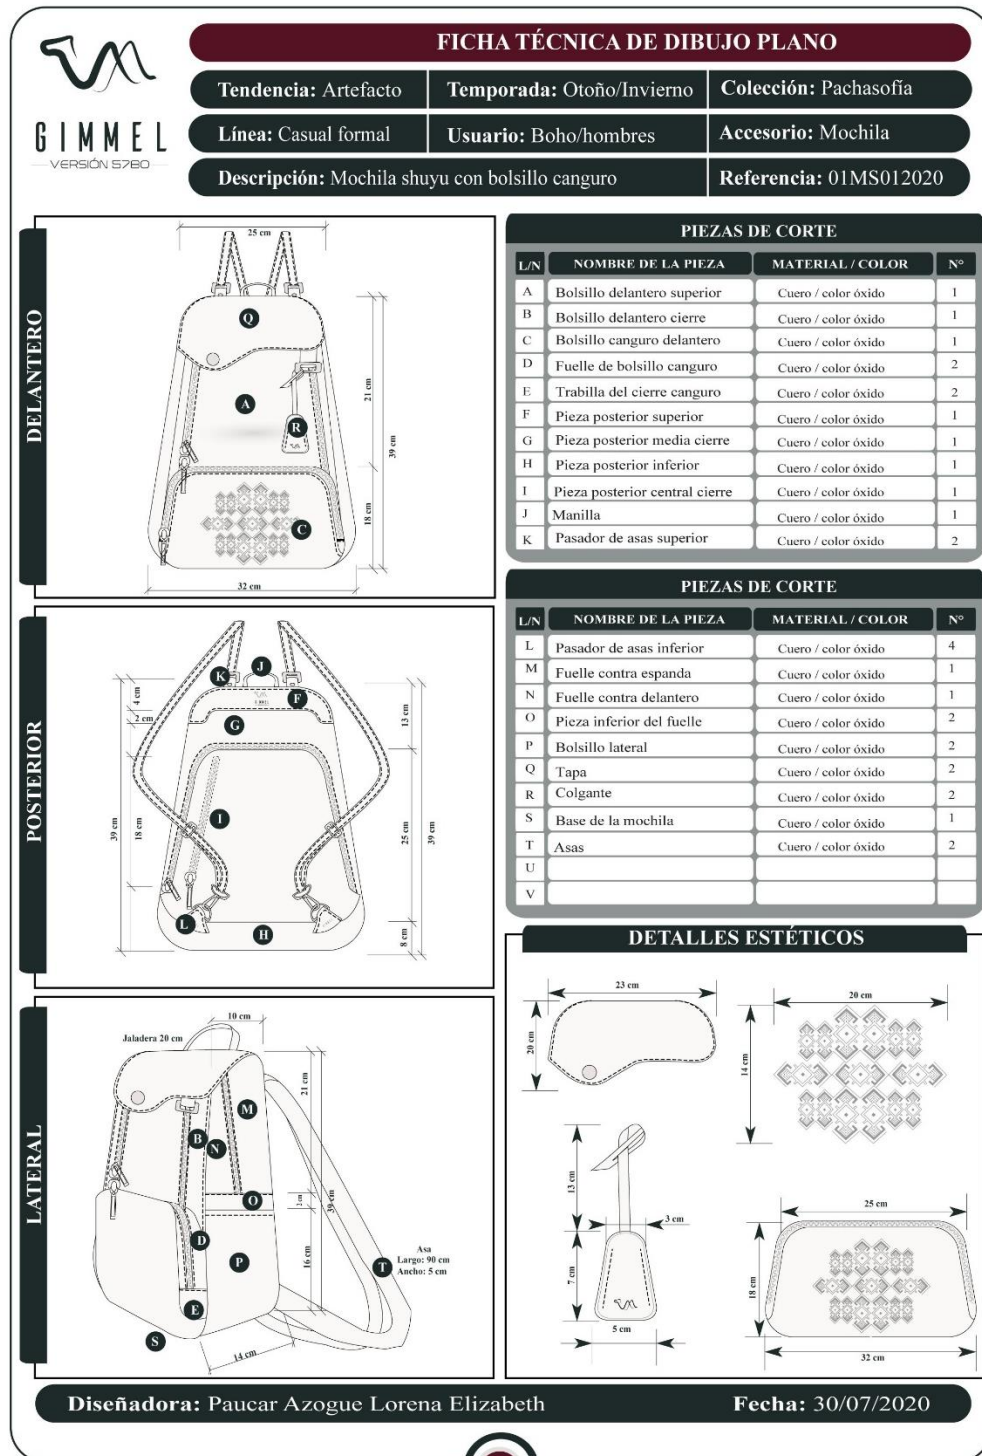 FICHA TÉCNICA DE DIBUJO PLANO
GIMMEL
VERSIÓN 5780
Tendencia: Artefacto
Temporada: Otoño/Invierno
Colección: Pachasofía
Línea: Casual formal
Usuario: Boho/hombres
Accesorio: Mochila
Descripción: Mochila shuyu con bolsillo canguro
Referencia: 01MS012020
DELANTERO
25 cm
Q
A
R
C
21 cm
39 cm
18 cm
32 cm
PIEZAS DE CORTE
L/N NOMBRE DE LA PIEZA MATERIAL / COLOR N°
A Bolsillo delantero superior Cuero / color óxido 1
B Bolsillo delantero cierre Cuero / color óxido 1
C Bolsillo canguro delantero Cuero / color óxido 1
D Fuelle de bolsillo canguro Cuero / color óxido 2
E Trabilla del cierre canguro Cuero / color óxido 2
F Pieza posterior superior Cuero / color óxido 1
G Pieza posterior media cierre Cuero / color óxido 1
H Pieza posterior inferior Cuero / color óxido 1
I Pieza posterior central cierre Cuero / color óxido 1
J Manilla Cuero / color óxido 1
K Pasador de asas superior Cuero / color óxido 2
POSTERIOR
J
K
F
GIMMEL
G
I
L
H
4 cm
2 cm
39 cm
18 cm
13 cm
25 cm
39 cm
8 cm
PIEZAS DE CORTE
L/N NOMBRE DE LA PIEZA MATERIAL / COLOR N°
L Pasador de asas inferior Cuero / color óxido 4
M Fuelle contra espanda Cuero / color óxido 1
N Fuelle contra delantero Cuero / color óxido 1
O Pieza inferior del fuelle Cuero / color óxido 2
P Bolsillo lateral Cuero / color óxido 2
Q Tapa Cuero / color óxido 2
R Colgante Cuero / color óxido 2
S Base de la mochila Cuero / color óxido 1
T Asas Cuero / color óxido 2
U
V
LATERAL
10 cm
Jaladera 20 cm
21 cm
M
B
N
O
2 cm
39 cm
D
P
16 cm
T
Asa
Largo: 90 cm
Ancho: 5 cm
E
S
14 cm
DETALLES ESTÉTICOS
23 cm
20 cm
20 cm
14 cm
13 cm
3 cm
7 cm
5 cm
25 cm
18 cm
32 cm
Diseñadora: Paucar Azogue Lorena Elizabeth
Fecha: 30/07/2020